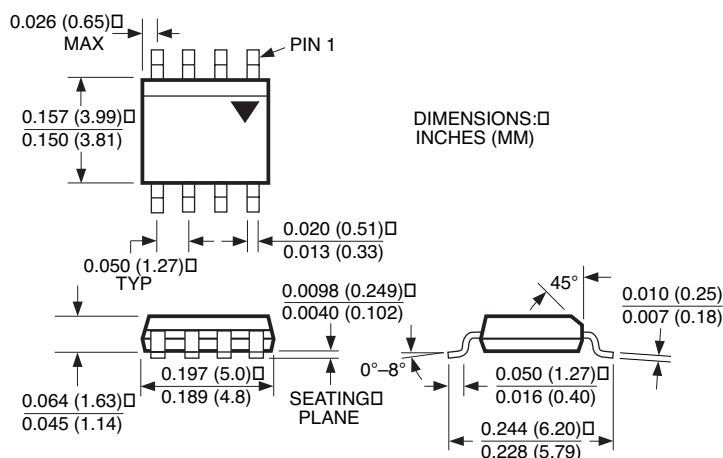 0.026 (0.65)□
MAX
PIN 1
0.157 (3.99)□
0.150 (3.81)
DIMENSIONS:□
INCHES (MM)
0.020 (0.51)□
0.013 (0.33)
0.050 (1.27)□
TYP
0.0098 (0.249)□
0.0040 (0.102)
45°
0.010 (0.25)
0.007 (0.18)
0°–8°
0.064 (1.63)□
0.045 (1.14)
0.197 (5.0)□
0.189 (4.8)
SEATING□
PLANE
0.050 (1.27)□
0.016 (0.40)
0.244 (6.20)□
0.228 (5.79)